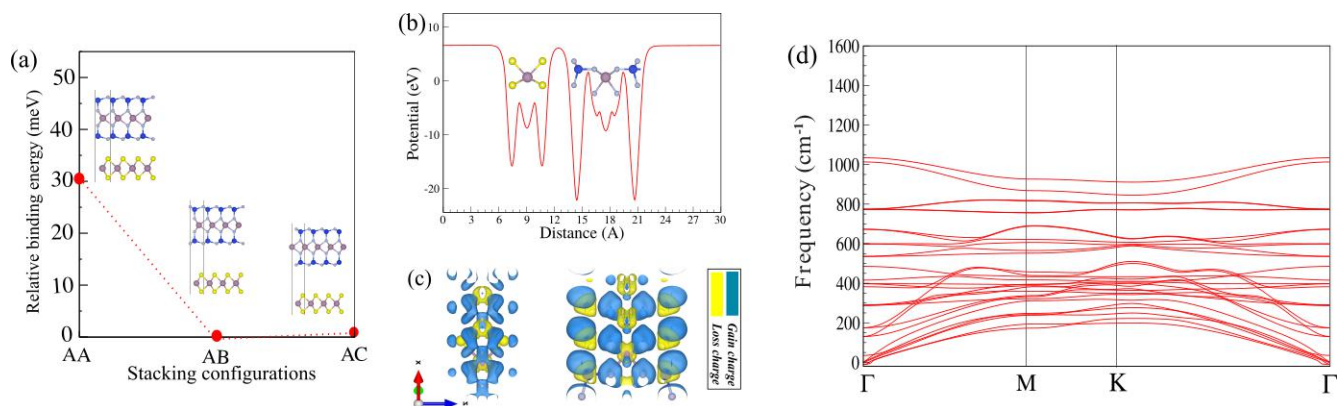 (a)
Relative binding energy (meV)
50
40
30
20
10
0
AA
AB
AC
Stacking configurations
(b)
Potential (eV)
10
0
-10
-20
0 3 6 9 12 15 18 21 24 27 30
Distance (A)
(c)
Gain charge
Loss charge
(d)
Frequency (cm⁻¹)
1600
1400
1200
1000
800
600
400
200
0
Γ M K Γ